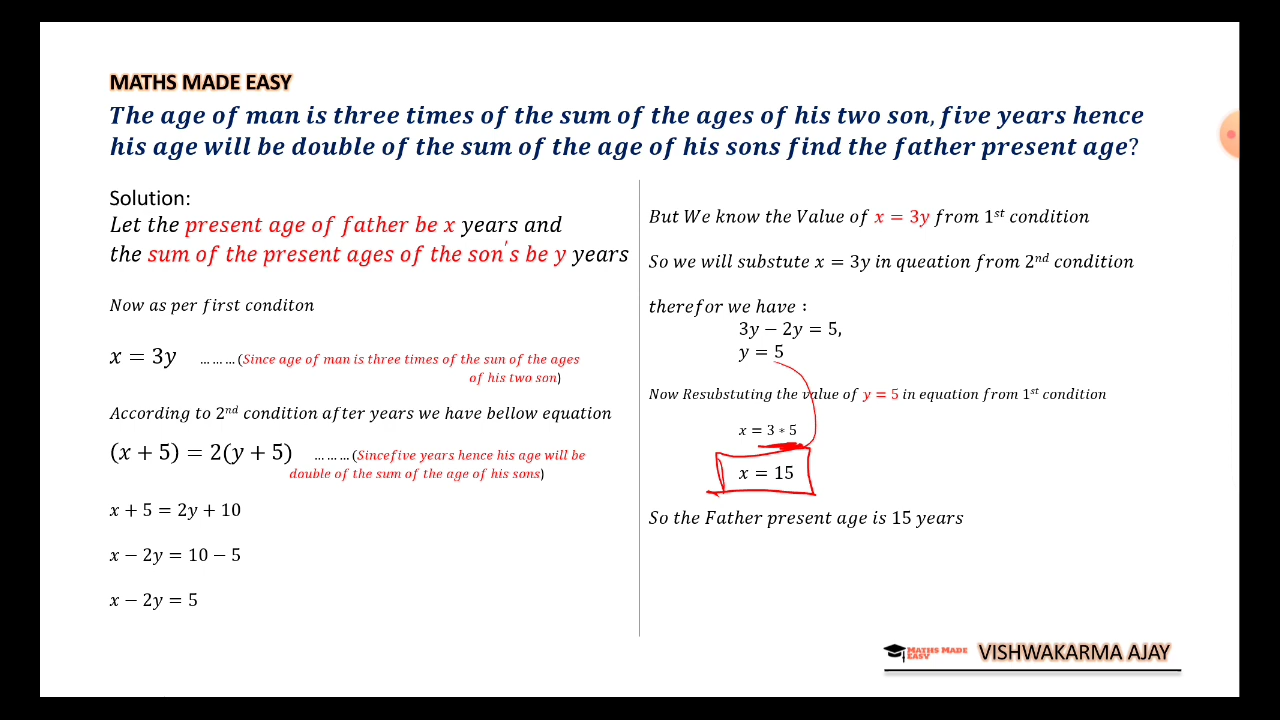 MATHS MADE EASY
The age of man is three times of the sum of the ages of his two son, five years hence
his age will be double of the sum of the age of his sons find the father present age?
Solution:
Let the present age of father be x years and
the sum of the present ages of the son's be y years
Now as per first conditon
x = 3y ………(Since age of man is three times of the sun of the ages
of his two son)
According to 2nd condition after years we have bellow equation
(x + 5) = 2(y + 5) ………(Sincefive years hence his age will be
double of the sum of the age of his sons)
x + 5 = 2y + 10
x − 2y = 10 − 5
x − 2y = 5
But We know the Value of x = 3y from 1st condition
So we will substute x = 3y in queation from 2nd condition
therefor we have :
3y − 2y = 5,
y = 5
Now Resubstuting the value of y = 5 in equation from 1st condition
x = 3 * 5
x = 15
So the Father present age is 15 years
MATHS MADE
EASY
VISHWAKARMA AJAY